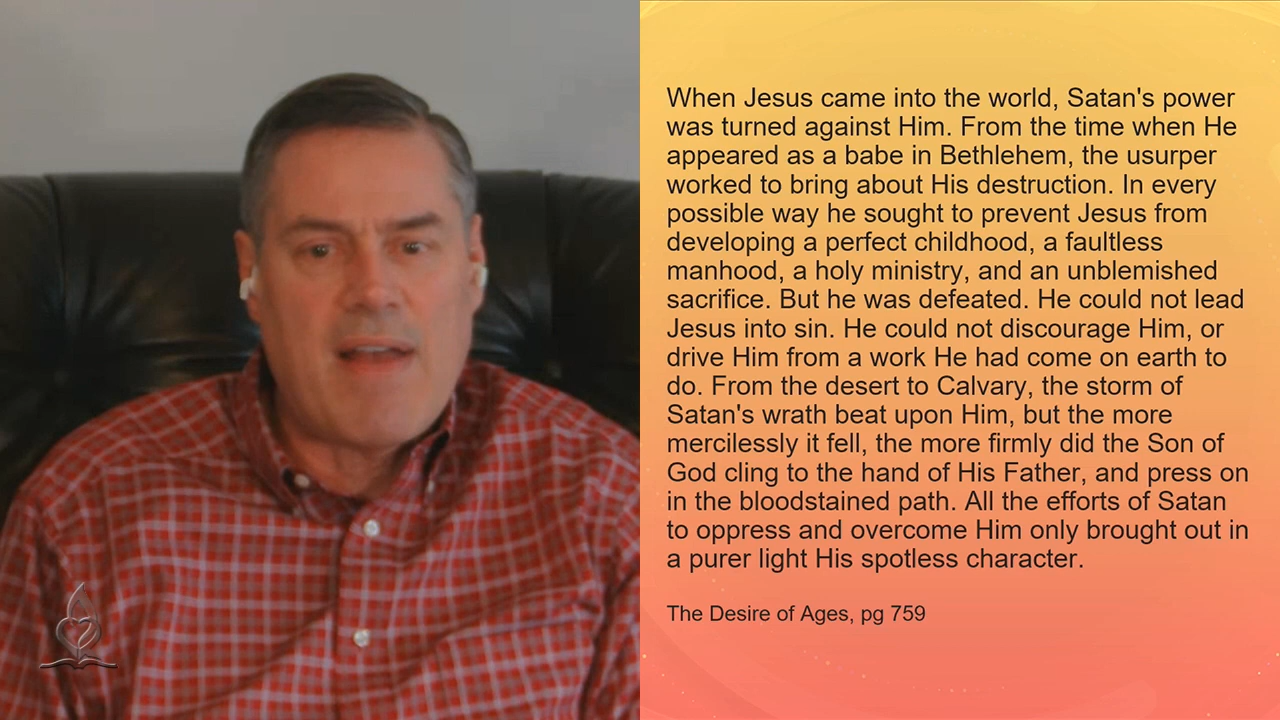 When Jesus came into the world, Satan's power
was turned against Him. From the time when He
appeared as a babe in Bethlehem, the usurper
worked to bring about His destruction. In every
possible way he sought to prevent Jesus from
developing a perfect childhood, a faultless
manhood, a holy ministry, and an unblemished
sacrifice. But he was defeated. He could not lead
Jesus into sin. He could not discourage Him, or
drive Him from a work He had come on earth to
do. From the desert to Calvary, the storm of
Satan's wrath beat upon Him, but the more
mercilessly it fell, the more firmly did the Son of
God cling to the hand of His Father, and press on
in the bloodstained path. All the efforts of Satan
to oppress and overcome Him only brought out in
a purer light His spotless character.
The Desire of Ages, pg 759